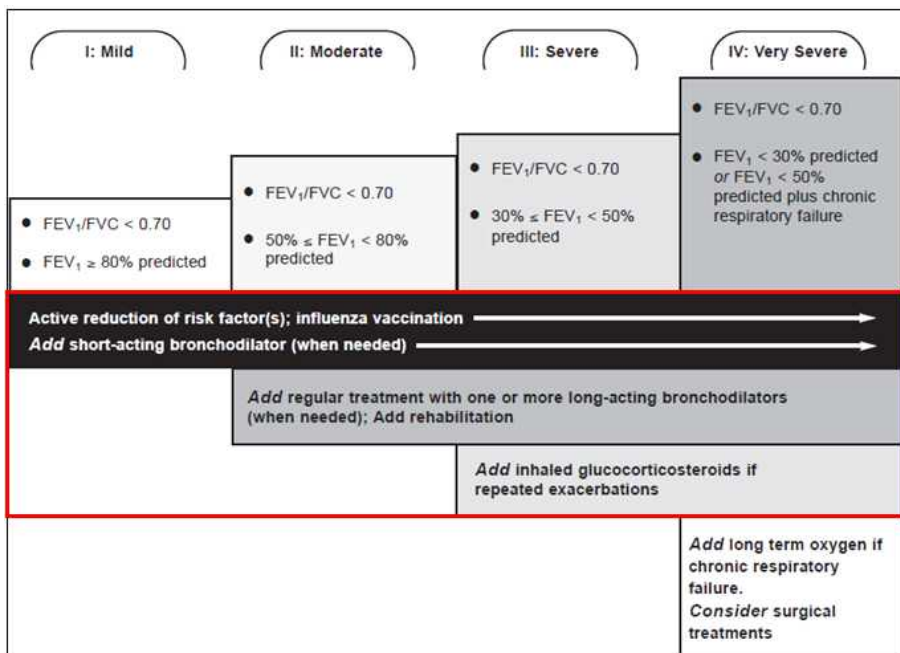 I: Mild
II: Moderate
III: Severe
IV: Very Severe
● FEV₁/FVC < 0.70
● FEV₁ ≥ 80% predicted
● FEV₁/FVC < 0.70
● 50% ≤ FEV₁ < 80%
predicted
● FEV₁/FVC < 0.70
● 30% ≤ FEV₁ < 50%
predicted
● FEV₁/FVC < 0.70
● FEV₁ < 30% predicted
or FEV₁ < 50%
predicted plus chronic
respiratory failure
Active reduction of risk factor(s); influenza vaccination
Add short-acting bronchodilator (when needed)
Add regular treatment with one or more long-acting bronchodilators
(when needed); Add rehabilitation
Add inhaled glucocorticosteroids if
repeated exacerbations
Add long term oxygen if
chronic respiratory
failure.
Consider surgical
treatments